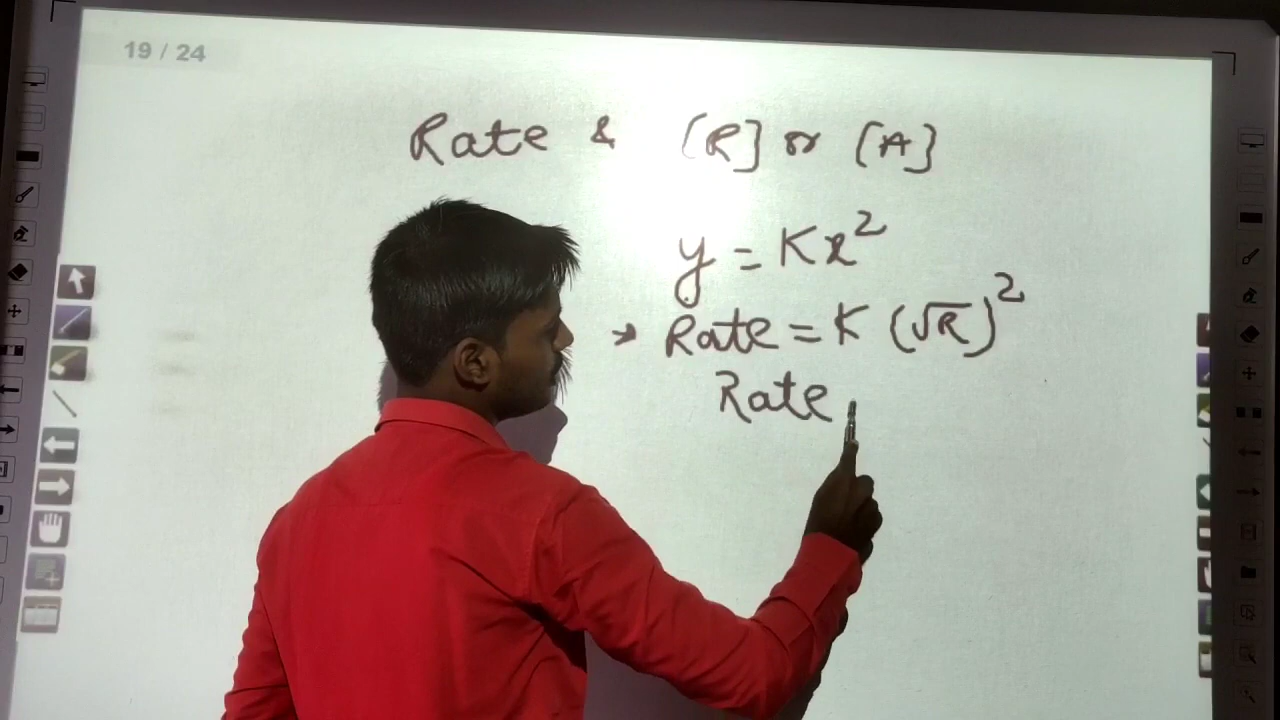 19 / 24
Rate & [R] or [A]
y = Kx²
→ Rate = K (√R)²
Rate